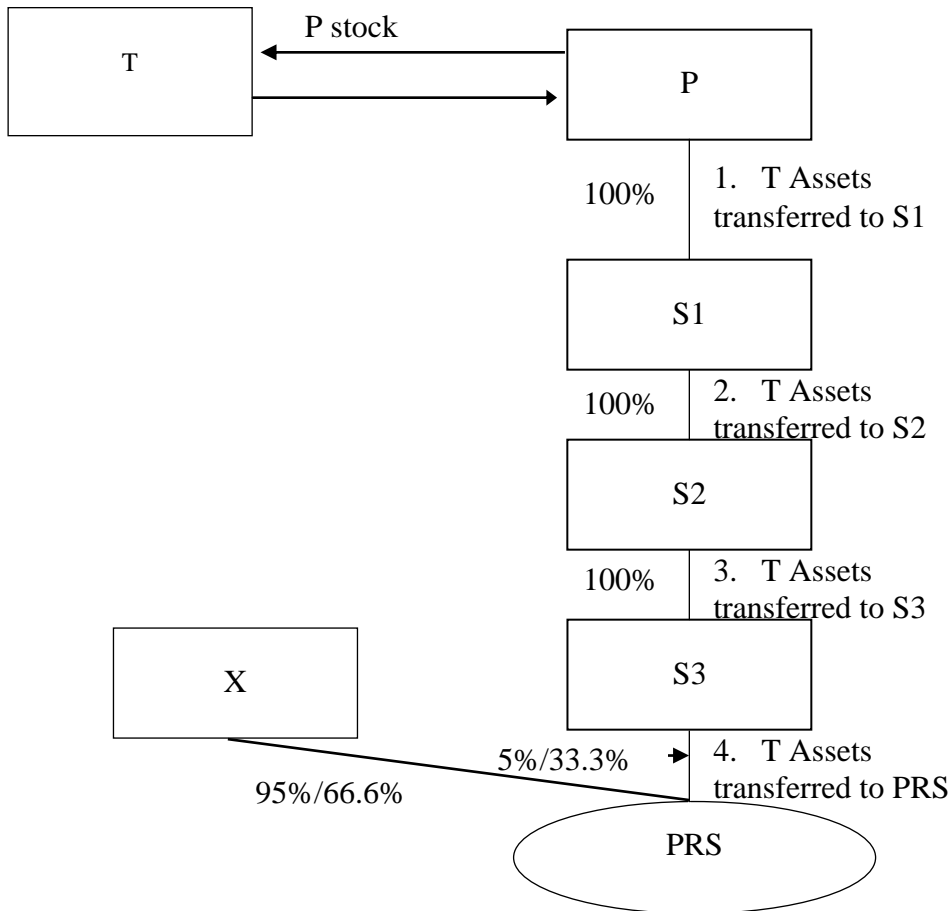 P stock
T
P
100%
1. T Assets
transferred to S1
S1
100%
2. T Assets
transferred to S2
S2
100%
3. T Assets
transferred to S3
X
S3
5%/33.3%
95%/66.6%
4. T Assets
transferred to PRS
PRS